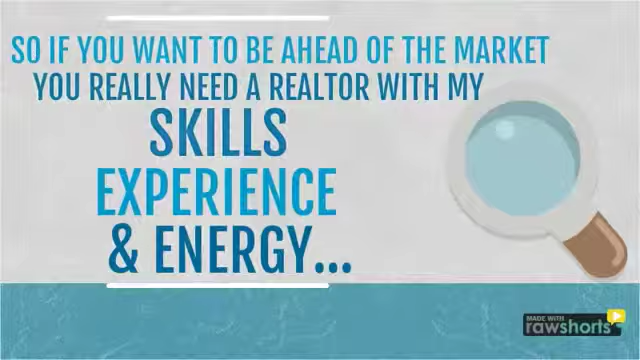 SO IF YOU WANT TO BE AHEAD OF THE MARKET
YOU REALLY NEED A REALTOR WITH MY
SKILLS
EXPERIENCE
& ENERGY...
MADE WITH
rawshorts